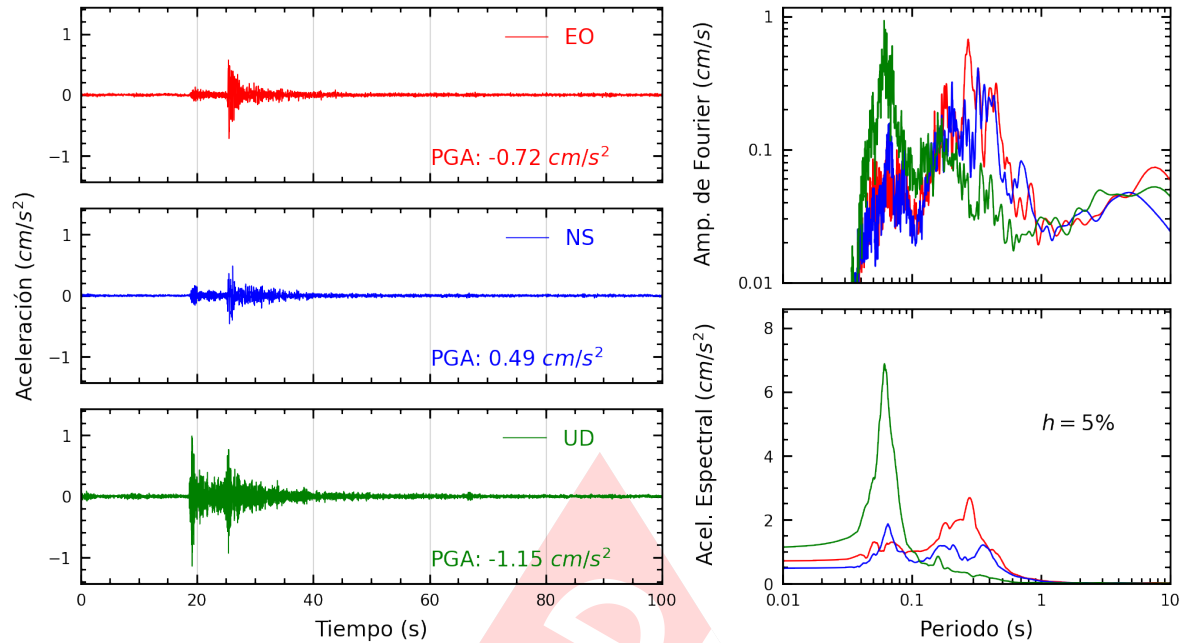 Aceleración (cm/s²)
1
0
−1
EO
PGA: -0.72 cm/s²
1
0
−1
NS
PGA: 0.49 cm/s²
1
0
−1
UD
PGA: -1.15 cm/s²
0 20 40 60 80 100
Tiempo (s)
Amp. de Fourier (cm/s)
1
0.1
0.01
Acel. Espectral (cm/s²)
8
6
4
2
0
h = 5%
0.01 0.1 1 10
Periodo (s)